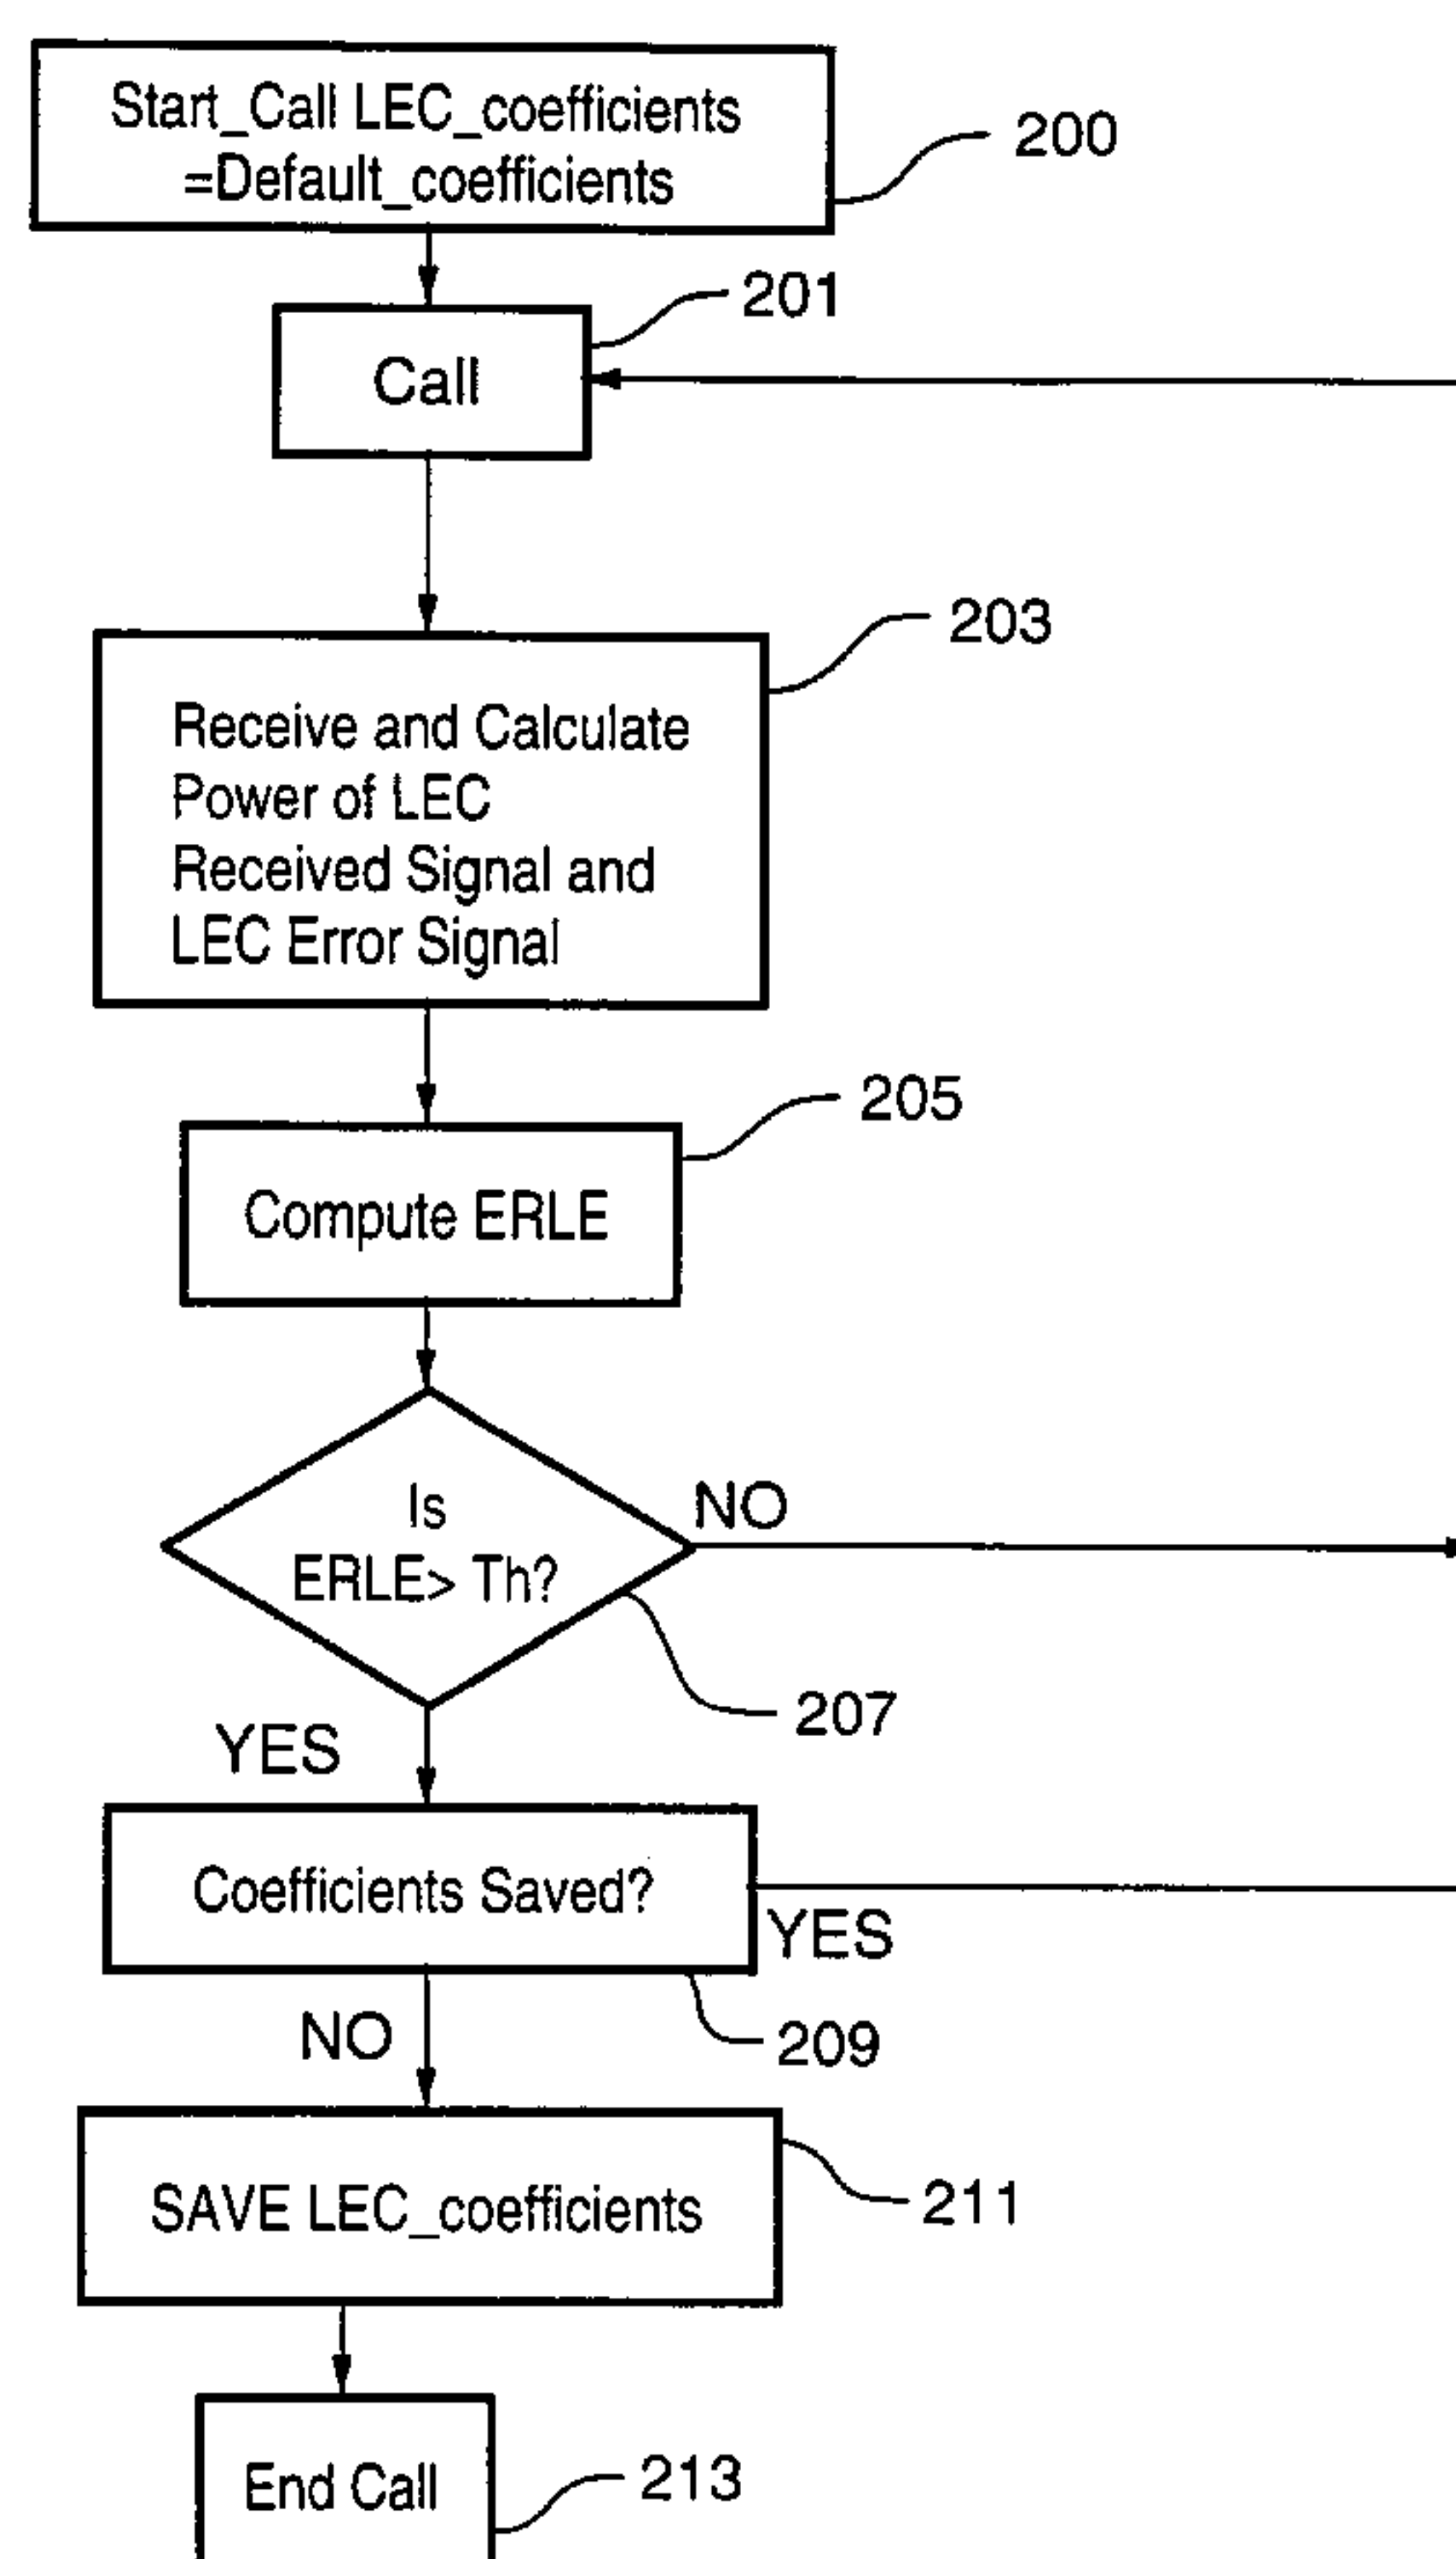 Start_Call LEC_coefficients
=Default_coefficients
200
201
Call
203
Receive and Calculate
Power of LEC
Received Signal and
LEC Error Signal
205
Compute ERLE
Is
ERLE> Th?
NO
207
YES
Coefficients Saved?
YES
NO
209
SAVE LEC_coefficients
211
End Call
213